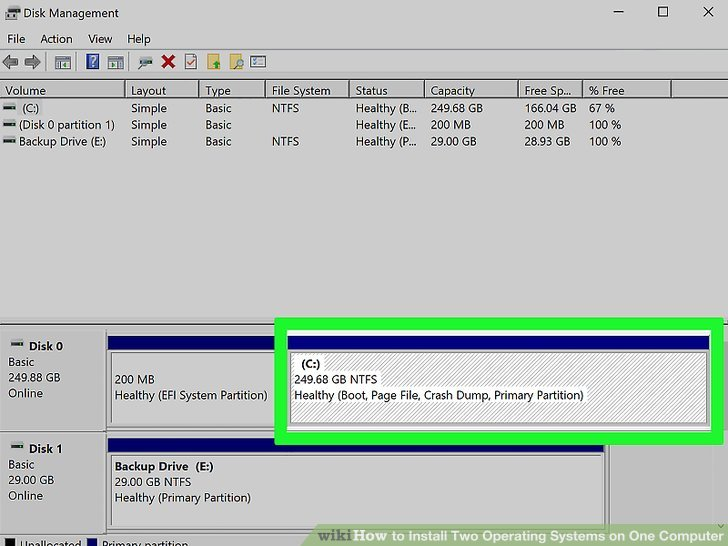 Disk Management
File Action View Help
Volume Layout Type File System Status Capacity Free Sp... % Free
(C:) Simple Basic NTFS Healthy (B... 249.68 GB 166.04 GB 67 %
(Disk 0 partition 1) Simple Basic Healthy (E... 200 MB 200 MB 100 %
Backup Drive (E:) Simple Basic NTFS Healthy (P... 29.00 GB 28.93 GB 100 %
Disk 0
Basic
249.88 GB
Online
200 MB
Healthy (EFI System Partition)
(C:)
249.68 GB NTFS
Healthy (Boot, Page File, Crash Dump, Primary Partition)
Disk 1
Basic
29.00 GB
Online
Backup Drive (E:)
29.00 GB NTFS
Healthy (Primary Partition)
Unallocated Primary partition
wikiHow to Install Two Operating Systems on One Computer